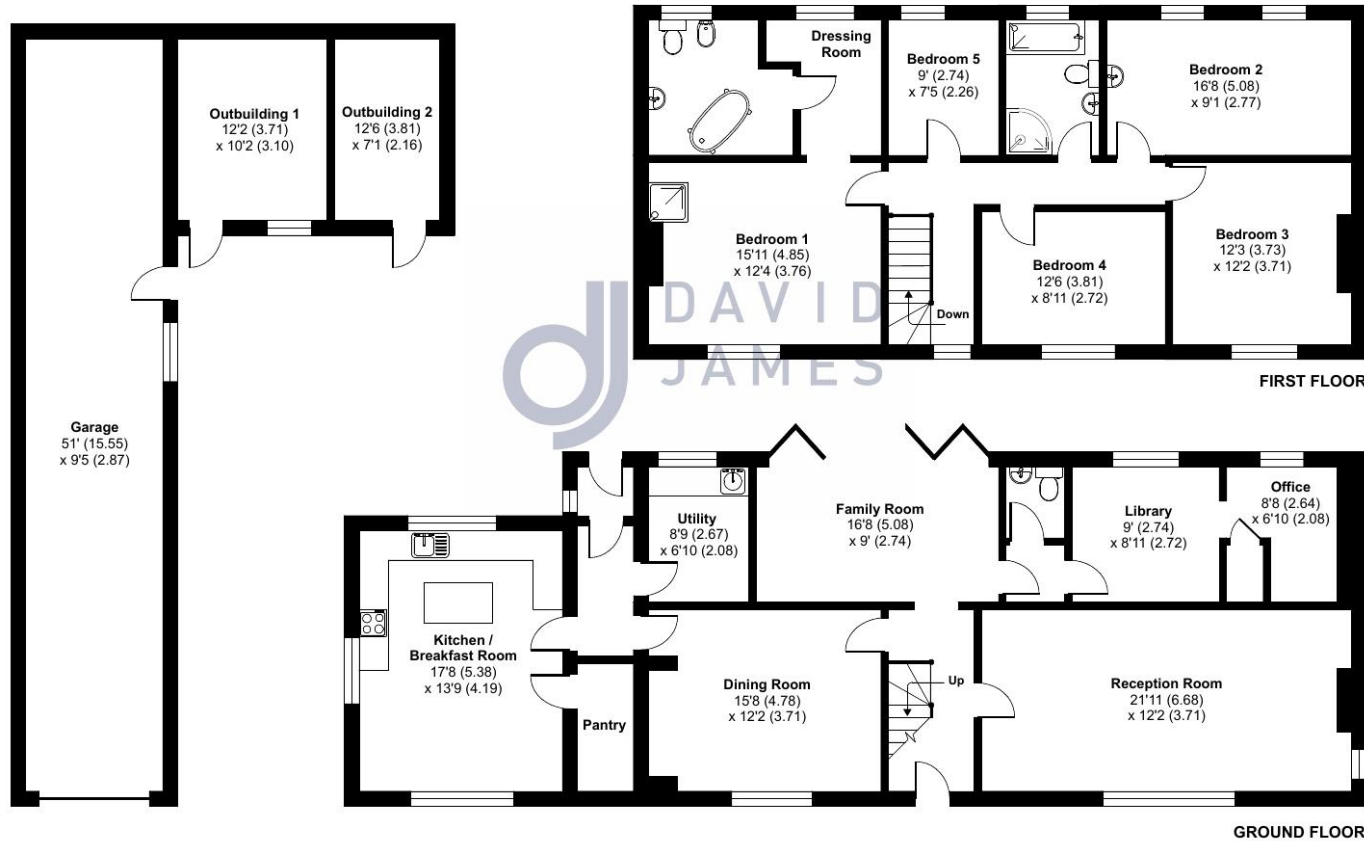 Outbuilding 1
12'2 (3.71)
x 10'2 (3.10)
Outbuilding 2
12'6 (3.81)
x 7'1 (2.16)
Garage
51' (15.55)
x 9'5 (2.87)
Dressing
Room
Bedroom 5
9' (2.74)
x 7'5 (2.26)
Bedroom 2
16'8 (5.08)
x 9'1 (2.77)
Bedroom 1
15'11 (4.85)
x 12'4 (3.76)
Bedroom 4
12'6 (3.81)
x 8'11 (2.72)
Bedroom 3
12'3 (3.73)
x 12'2 (3.71)
Down
DAVID
JAMES
FIRST FLOOR
Kitchen /
Breakfast Room
17'8 (5.38)
x 13'9 (4.19)
Pantry
Utility
8'9 (2.67)
x 6'10 (2.08)
Family Room
16'8 (5.08)
x 9' (2.74)
Library
9' (2.74)
x 8'11 (2.72)
Office
8'8 (2.64)
x 6'10 (2.08)
Dining Room
15'8 (4.78)
x 12'2 (3.71)
Up
Reception Room
21'11 (6.68)
x 12'2 (3.71)
GROUND FLOOR